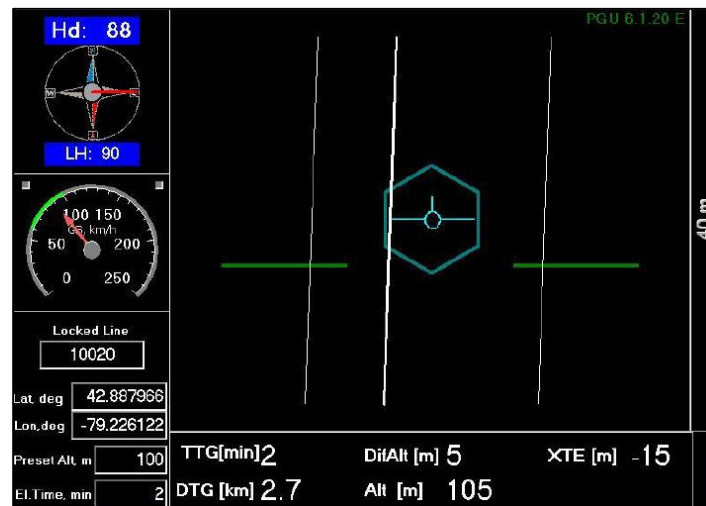 Hd: 88
PGU 6.1.20 E
LH: 90
100 150
GS, km/h
50 200
0 250
40 m
Locked Line
10020
Lat, deg 42.887966
Lon,deg -79.226122
Preset Alt, m 100
El.Time, min 2
TTG[min] 2 DifAlt [m] 5 XTE [m] -15
DTG [km] 2.7 Alt [m] 105